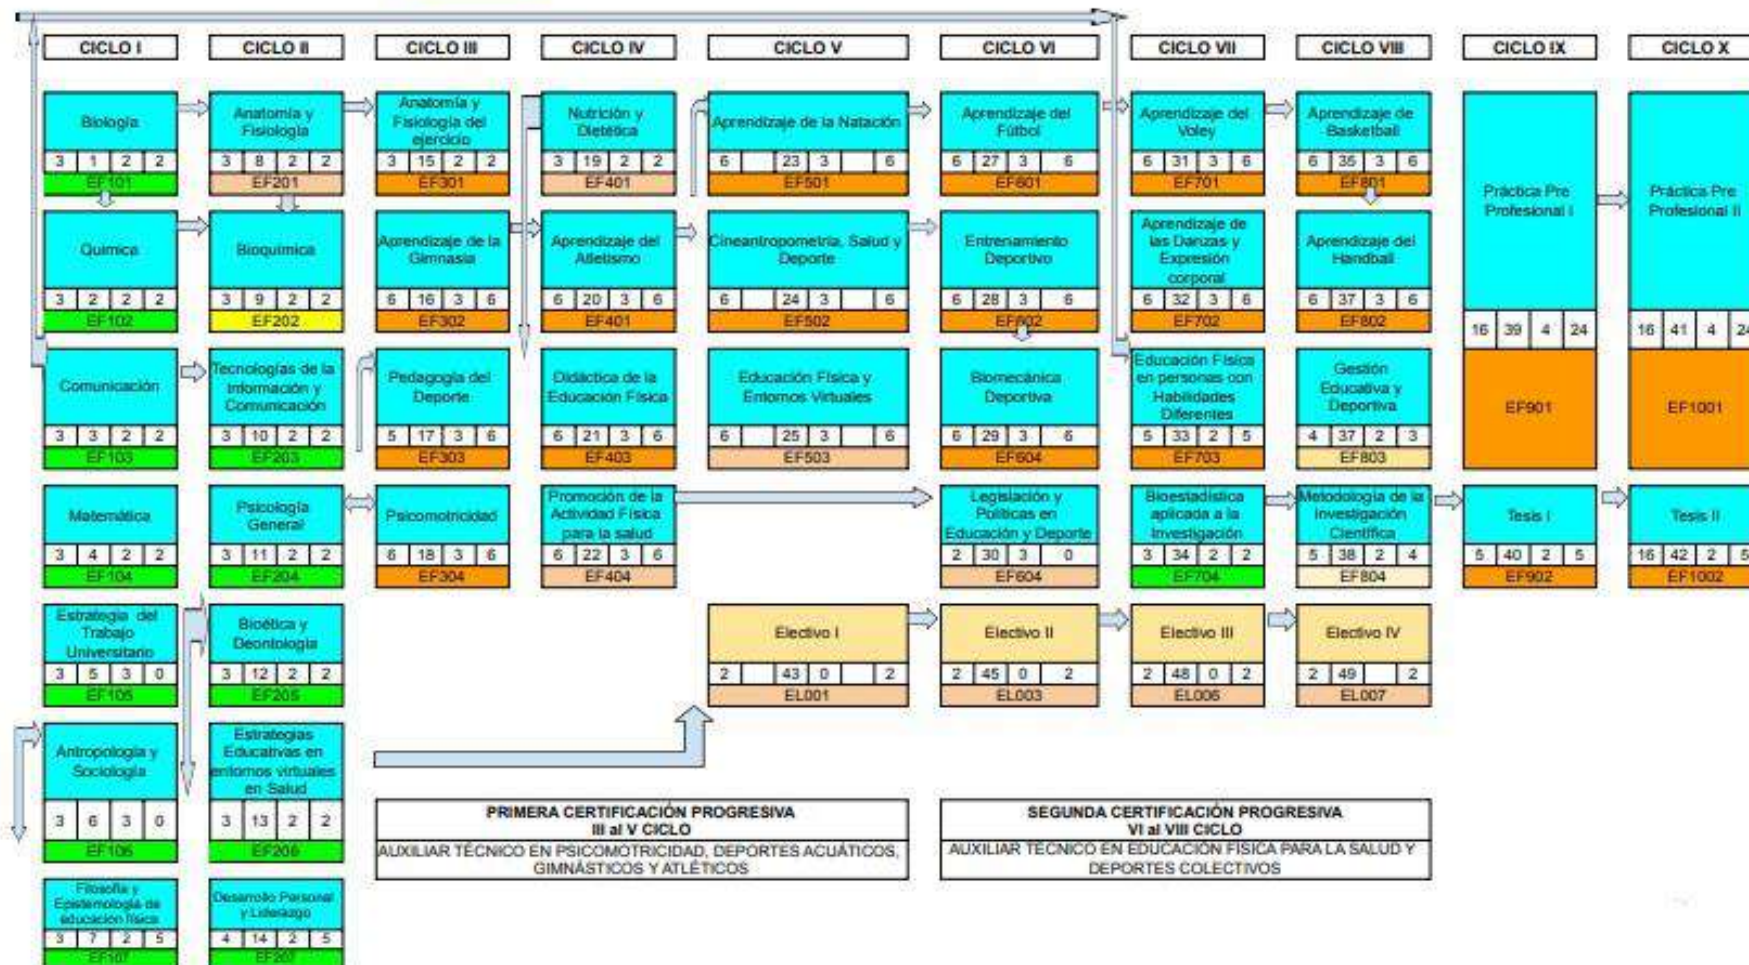 CICLO I
CICLO II
CICLO III
CICLO IV
CICLO V
CICLO VI
CICLO VII
CICLO VIII
CICLO IX
CICLO X
Biología
3 1 2 2
EF101
Anatomía y
Fisiología
3 8 2 2
EF201
Anatomía y
Fisiología del
ejercicio
3 15 2 2
EF301
Nutrición y
Dietética
3 19 2 2
EF401
Aprendizaje de la Natación
6 23 3 6
EF501
Aprendizaje del
Fútbol
6 27 3 6
EF601
Aprendizaje del
Voley
6 31 3 6
EF701
Aprendizaje de
Basketball
6 35 3 6
EF801
Práctica Pre
Profesional I
16 39 4 24
EF901
Práctica Pre
Profesional II
16 41 4 24
EF1001
Química
3 2 2 2
EF102
Bioquímica
3 9 2 2
EF202
Aprendizaje de la
Gimnasia
6 16 3 6
EF302
Aprendizaje del
Atletismo
6 20 3 6
EF401
Cineantropometría, Salud y
Deporte
6 24 3 6
EF502
Entrenamiento
Deportivo
6 28 3 6
EF602
Aprendizaje de
las Danzas y
Expresión
corporal
6 32 3 6
EF702
Aprendizaje del
Handball
6 37 3 6
EF802
Comunicación
3 3 2 2
EF103
Tecnologías de la
Información y
Comunicación
3 10 2 2
EF203
Pedagogía del
Deporte
5 17 3 6
EF303
Didáctica de la
Educación Física
6 21 3 6
EF403
Educación Física y
Entornos Virtuales
6 25 3 6
EF503
Biomecánica
Deportiva
6 29 3 6
EF604
Educación Física
en personas con
Habilidades
Diferentes
5 33 2 5
EF703
Gestión
Educativa y
Deportiva
4 37 2 3
EF803
Matemática
3 4 2 2
EF104
Psicología
General
3 11 2 2
EF204
Psicomotricidad
6 18 3 6
EF304
Promoción de la
Actividad Física
para la salud
6 22 3 6
EF404
Legislación y
Políticas en
Educación y Deporte
2 30 3 0
EF604
Bioestadística
aplicada a la
Investigación
3 34 2 2
EF704
Metodología de la
Investigación
Científica
5 38 2 4
EF804
Tesis I
5 40 2 5
EF902
Tesis II
16 42 2 5
EF1002
Estrategia del
Trabajo
Universitario
3 5 3 0
EF105
Bioética y
Deontología
3 12 2 2
EF205
Electivo I
2 43 0 2
EL001
Electivo II
2 45 0 2
EL003
Electivo III
2 48 0 2
EL006
Electivo IV
2 49 2
EL007
Antropología y
Sociología
3 6 3 0
EF106
Estrategias
Educativas en
entornos virtuales
en Salud
3 13 2 2
EF206
PRIMERA CERTIFICACIÓN PROGRESIVA
III al V CICLO
AUXILIAR TÉCNICO EN PSICOMOTRICIDAD, DEPORTES ACUÁTICOS,
GIMNÁSTICOS Y ATLÉTICOS
SEGUNDA CERTIFICACIÓN PROGRESIVA
VI al VIII CICLO
AUXILIAR TÉCNICO EN EDUCACIÓN FÍSICA PARA LA SALUD Y
DEPORTES COLECTIVOS
Filosofía y
Epistemología de
educación física
3 7 2 5
EF107
Desarrollo Personal
y Liderazgo
4 14 2 5
EF207